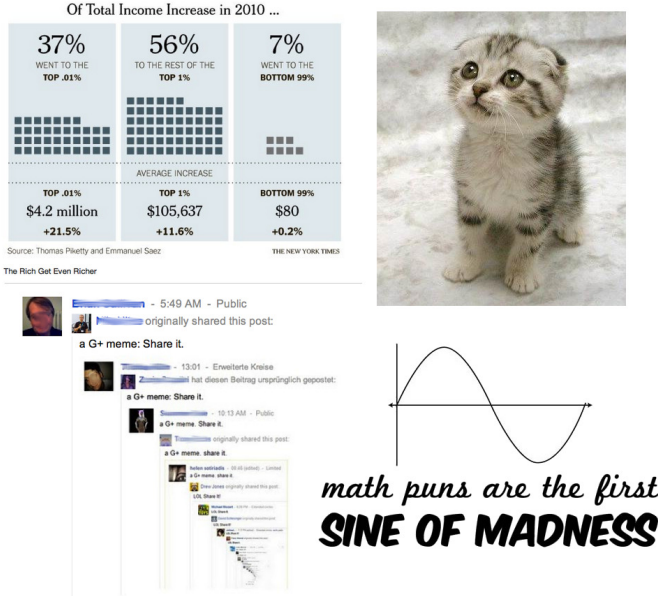 Of Total Income Increase in 2010 ...
37%
WENT TO THE
TOP .01%
56%
TO THE REST OF THE
TOP 1%
7%
WENT TO THE
BOTTOM 99%
AVERAGE INCREASE
TOP .01%
$4.2 million
+21.5%
TOP 1%
$105,637
+11.6%
BOTTOM 99%
$80
+0.2%
Source: Thomas Piketty and Emmanuel Saez
THE NEW YORK TIMES
The Rich Get Even Richer
- 5:49 AM - Public
originally shared this post:
a G+ meme: Share it.
- 13:01 - Erweiterte Kreise
hat diesen Beitrag ursprünglich gepostet:
a G+ meme: Share it.
- 10:13 AM - Public
a G+ meme. Share it.
originally shared this post:
a G+ meme. share it.
- Limited
a G+ meme. share it
originally shared this post:
LOL Share it!
math puns are the first
SINE OF MADNESS